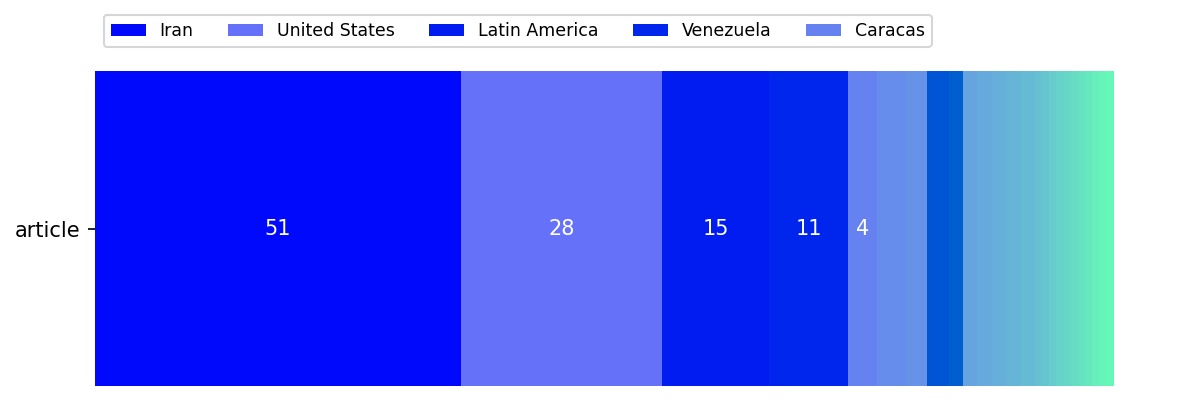 Iran United States Latin America Venezuela Caracas
article 51 28 15 11 4